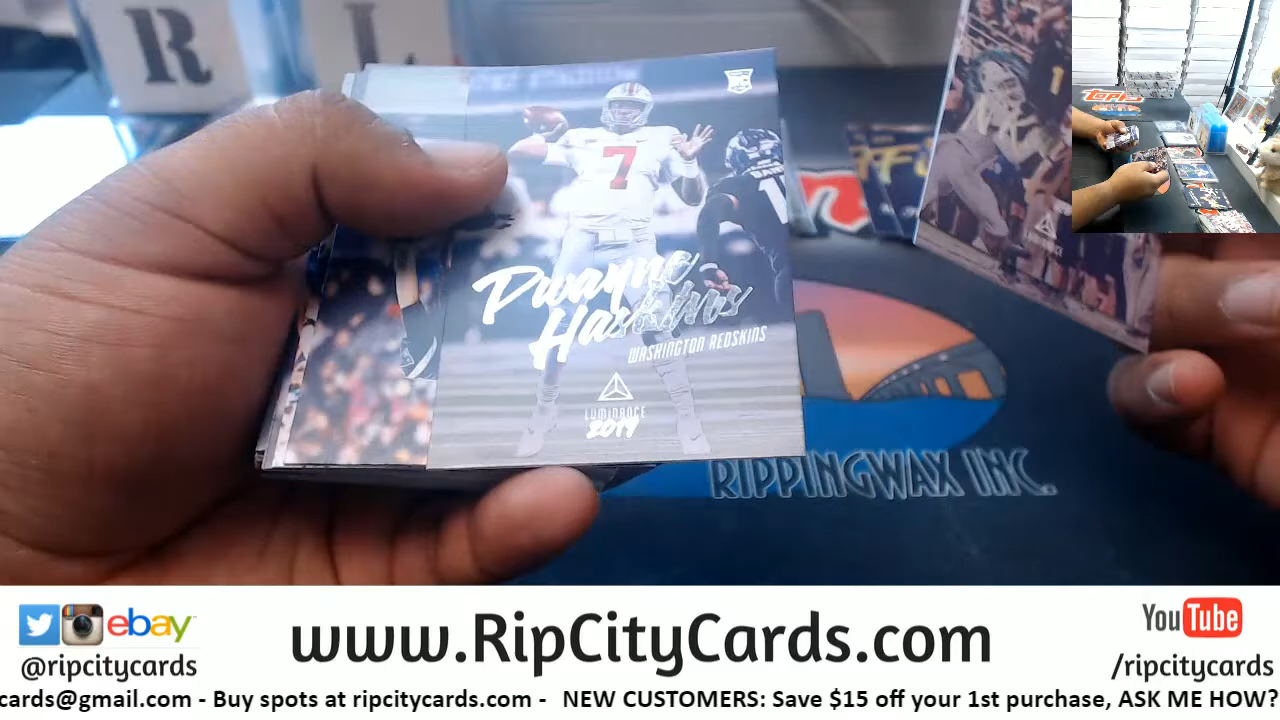 R L
7
Dwayne
Haskins
WASHINGTON REDSKINS
LUMINANCE
2019
topps
RIPPINGWAX INC.
ebay
@ripcitycards
www.RipCityCards.com
YouTube
/ripcitycards
cards@gmail.com - Buy spots at ripcitycards.com - NEW CUSTOMERS: Save $15 off your 1st purchase, ASK ME HOW?